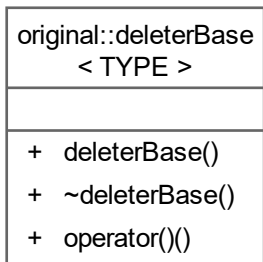 original::deleterBase
< TYPE >
+ deleterBase()
+ ~deleterBase()
+ operator()()